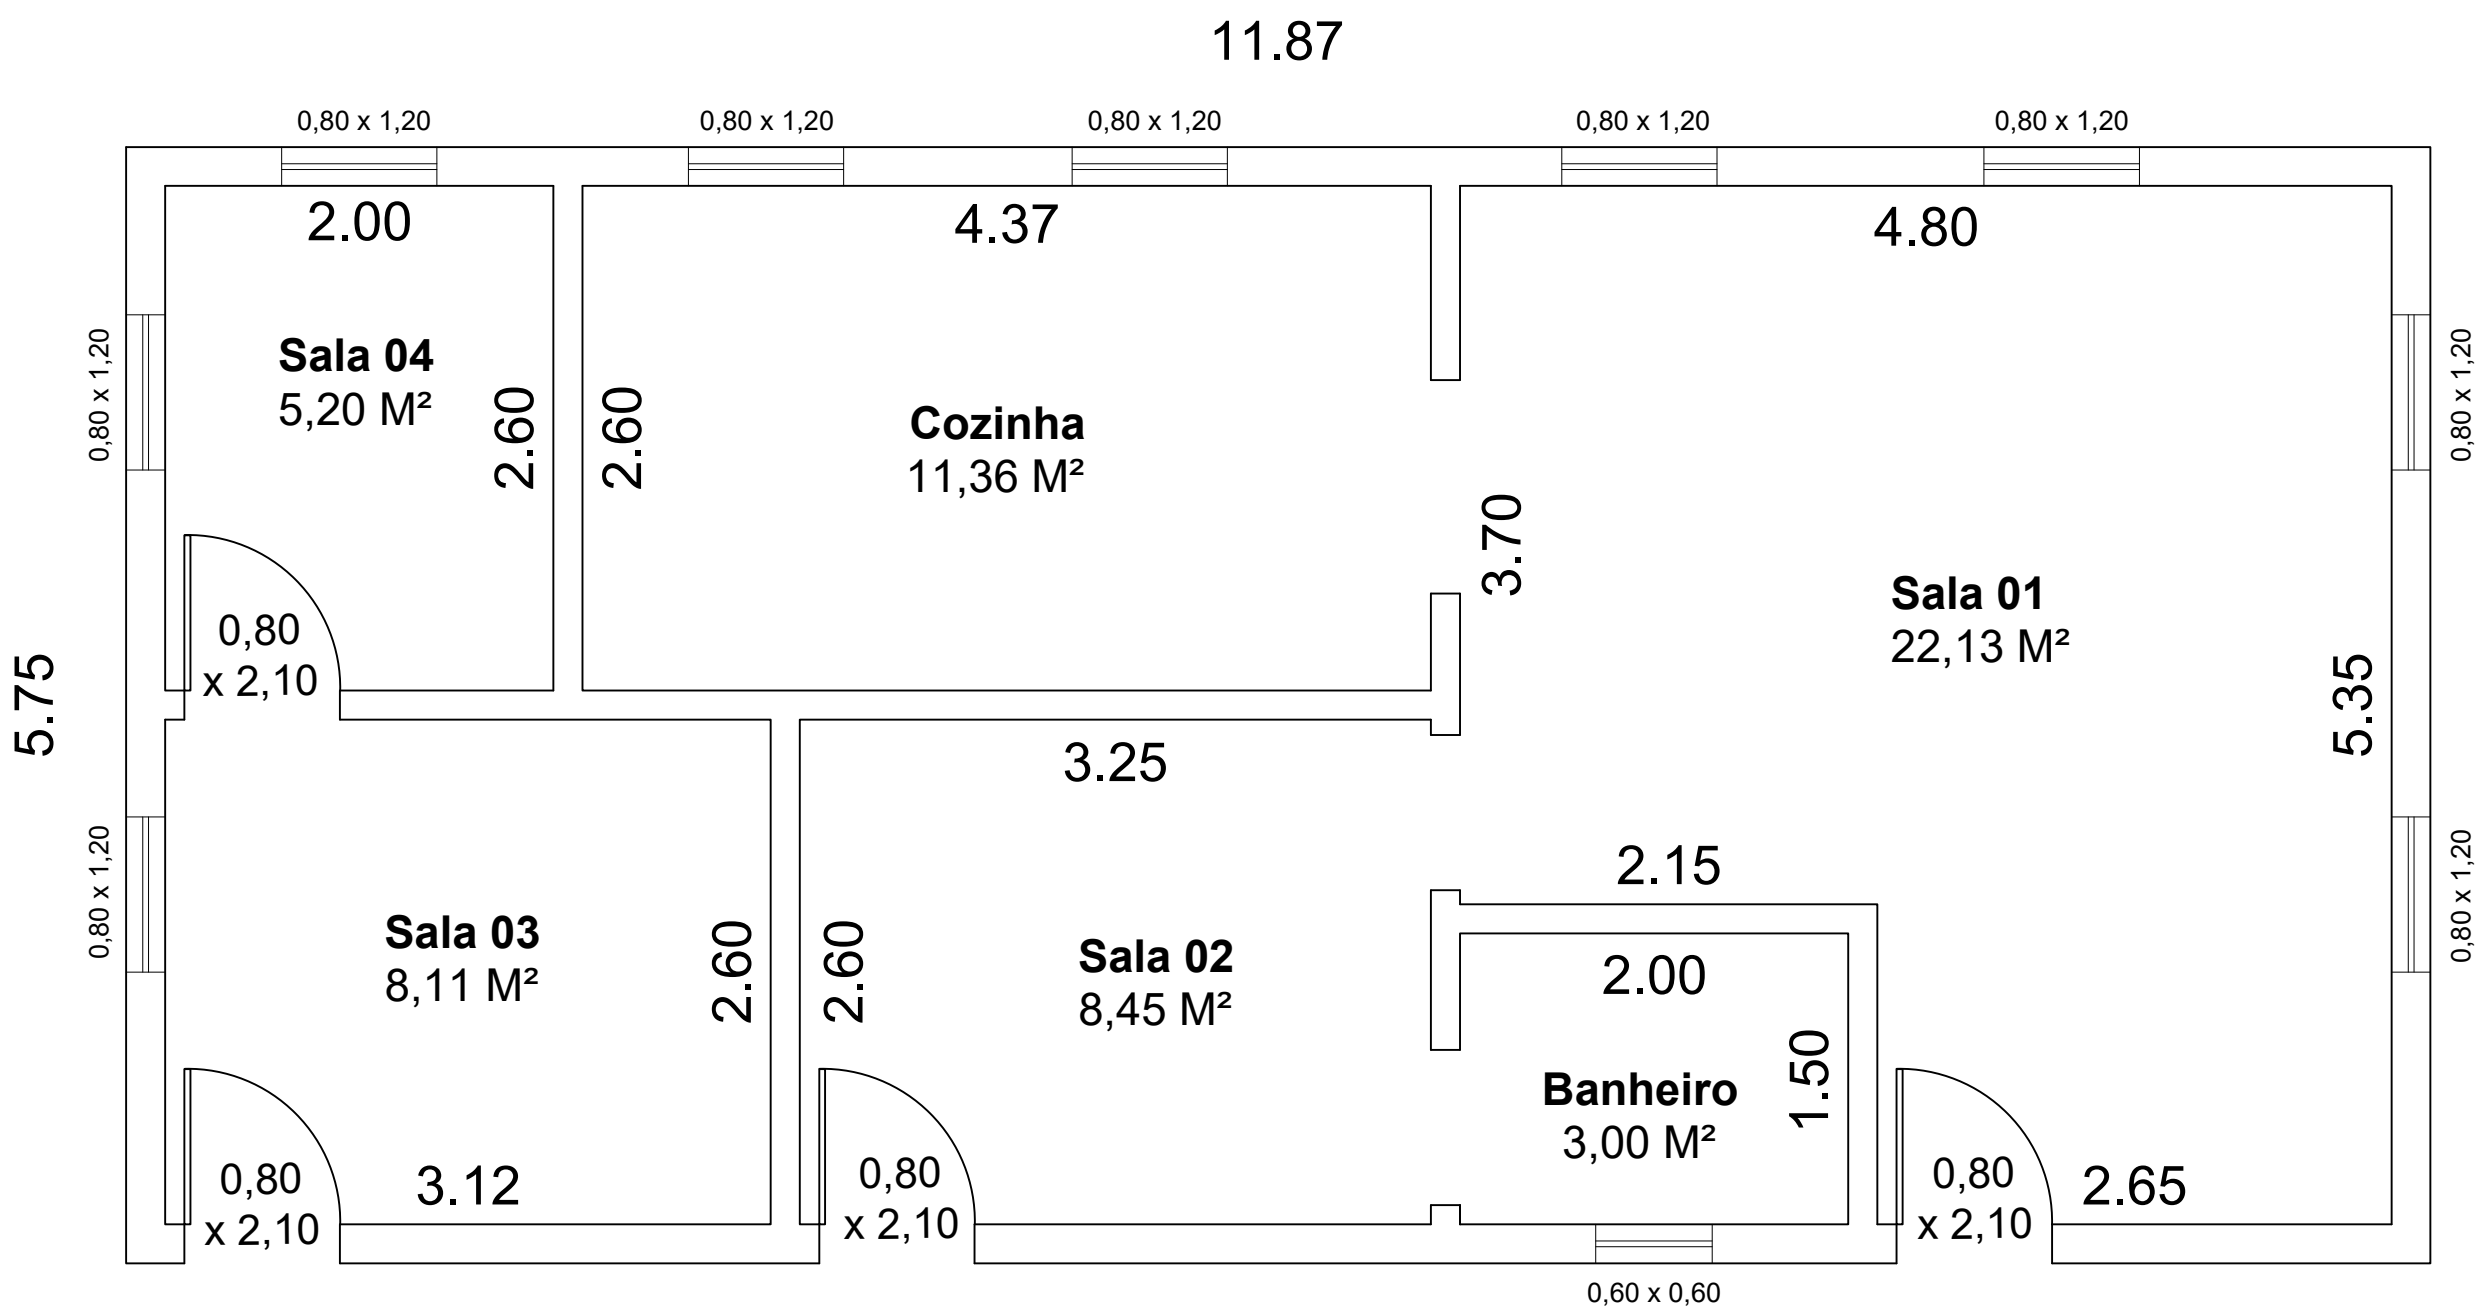 11.87
0,80 x 1,20
0,80 x 1,20
0,80 x 1,20
0,80 x 1,20
0,80 x 1,20
2.00
4.37
4.80
0,80 x 1,20
Sala 04
5,20 M²
2.60
2.60
Cozinha
11,36 M²
0,80 x 1,20
3.70
Sala 01
22,13 M²
0,80
x 2,10
5.75
5.35
3.25
0,80 x 1,20
Sala 03
8,11 M²
2.60
2.60
Sala 02
8,45 M²
2.15
2.00
1.50
Banheiro
3,00 M²
0,80 x 1,20
0,80
x 2,10
3.12
0,80
x 2,10
0,80
x 2,10
2.65
0,60 x 0,60